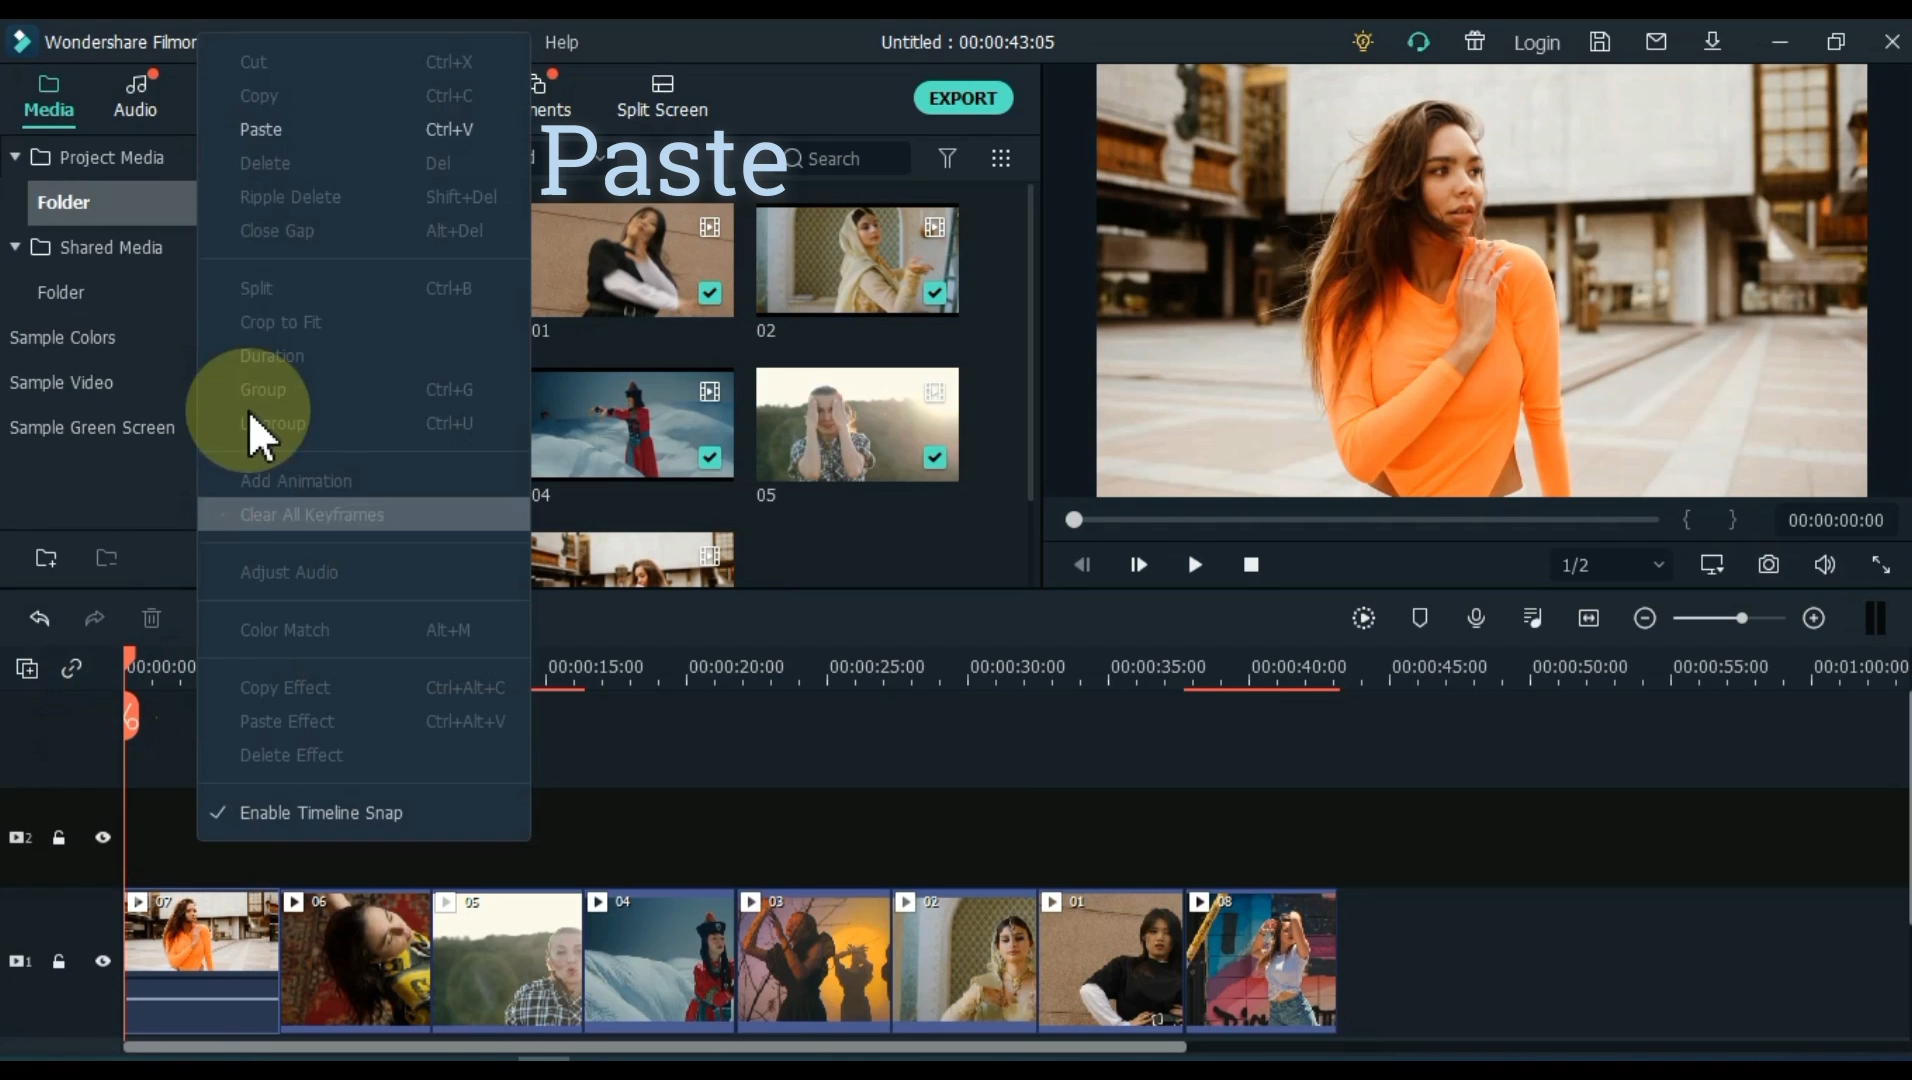 Wondershare Filmor
Help
Untitled : 00:00:43:05
Login
Media
Audio
ments
Split Screen
EXPORT
Cut Ctrl+X
Copy Ctrl+C
Paste Ctrl+V
Delete Del
Ripple Delete Shift+Del
Close Gap Alt+Del
Split Ctrl+B
Crop to Fit
Duration
Group Ctrl+G
Ungroup Ctrl+U
Add Animation
Clear All Keyframes
Adjust Audio
Color Match Alt+M
Copy Effect Ctrl+Alt+C
Paste Effect Ctrl+Alt+V
Delete Effect
Enable Timeline Snap
Project Media
Folder
Shared Media
Folder
Sample Colors
Sample Video
Sample Green Screen
Paste
Search
01
02
04
05
{ } 00:00:00:00
1/2
00:00:00 00:00:15:00 00:00:20:00 00:00:25:00 00:00:30:00 00:00:35:00 00:00:40:00 00:00:45:00 00:00:50:00 00:00:55:00 00:01:00:00
2
07 06 05 04 03 02 01 08
1